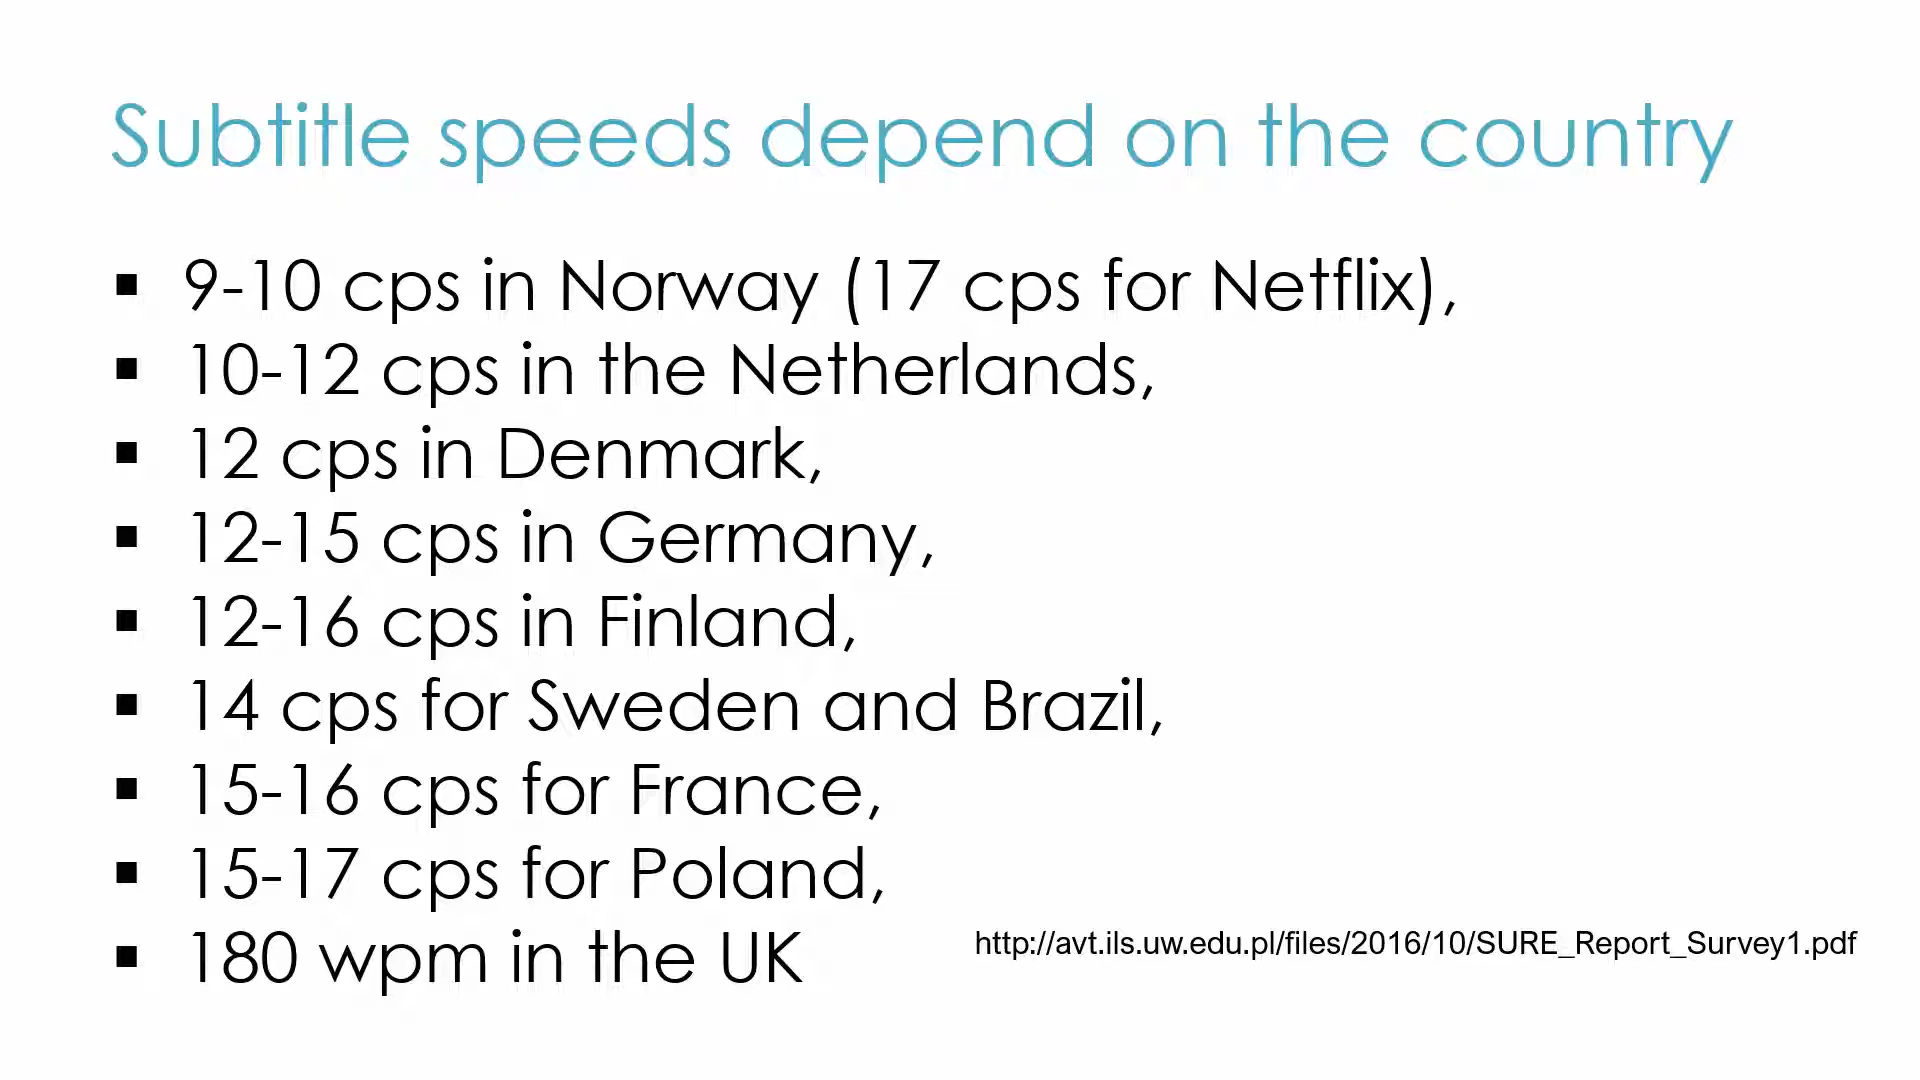 Subtitle speeds depend on the country
▪ 9-10 cps in Norway (17 cps for Netflix),
▪ 10-12 cps in the Netherlands,
▪ 12 cps in Denmark,
▪ 12-15 cps in Germany,
▪ 12-16 cps in Finland,
▪ 14 cps for Sweden and Brazil,
▪ 15-16 cps for France,
▪ 15-17 cps for Poland,
▪ 180 wpm in the UK
http://avt.ils.uw.edu.pl/files/2016/10/SURE_Report_Survey1.pdf